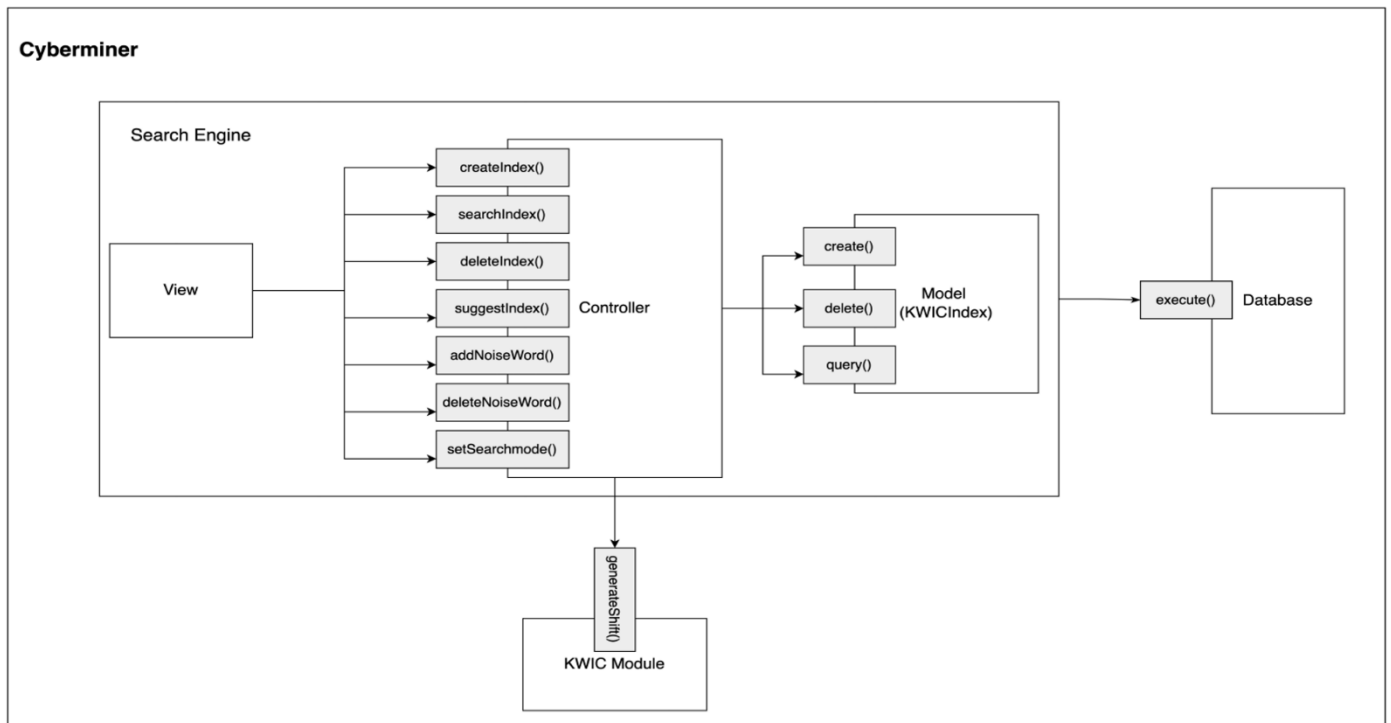 Cyberminer
Search Engine
createIndex()
searchIndex()
deleteIndex()
suggestIndex()
addNoiseWord()
deleteNoiseWord()
setSearchmode()
View
Controller
create()
delete()
query()
Model
(KWICIndex)
execute()
Database
generateShift()
KWIC Module